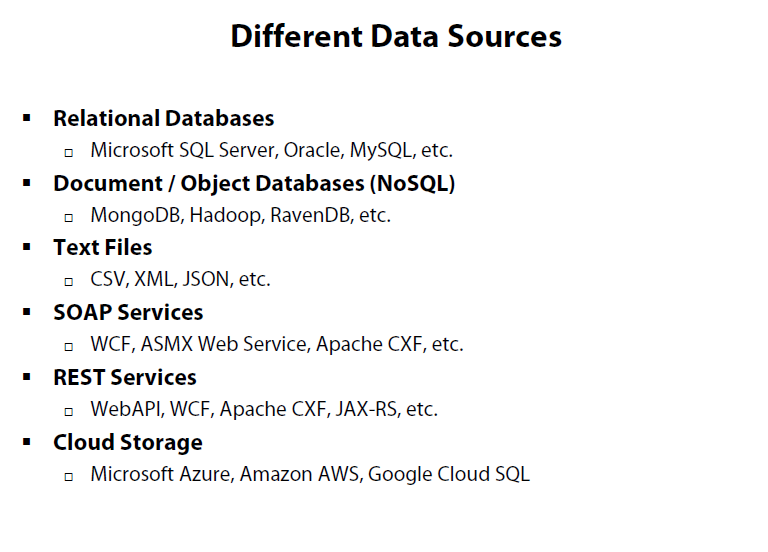 Different Data Sources
▪ Relational Databases
▫ Microsoft SQL Server, Oracle, MySQL, etc.
▪ Document / Object Databases (NoSQL)
▫ MongoDB, Hadoop, RavenDB, etc.
▪ Text Files
▫ CSV, XML, JSON, etc.
▪ SOAP Services
▫ WCF, ASMX Web Service, Apache CXF, etc.
▪ REST Services
▫ WebAPI, WCF, Apache CXF, JAX-RS, etc.
▪ Cloud Storage
▫ Microsoft Azure, Amazon AWS, Google Cloud SQL